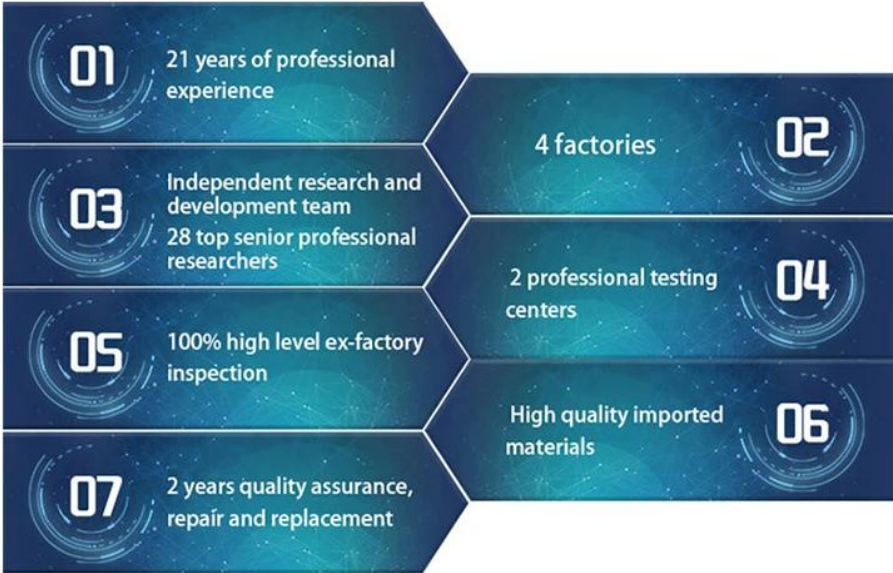 01
21 years of professional
experience
02
4 factories
03
Independent research and
development team
28 top senior professional
researchers
04
2 professional testing
centers
05
100% high level ex-factory
inspection
06
High quality imported
materials
07
2 years quality assurance,
repair and replacement